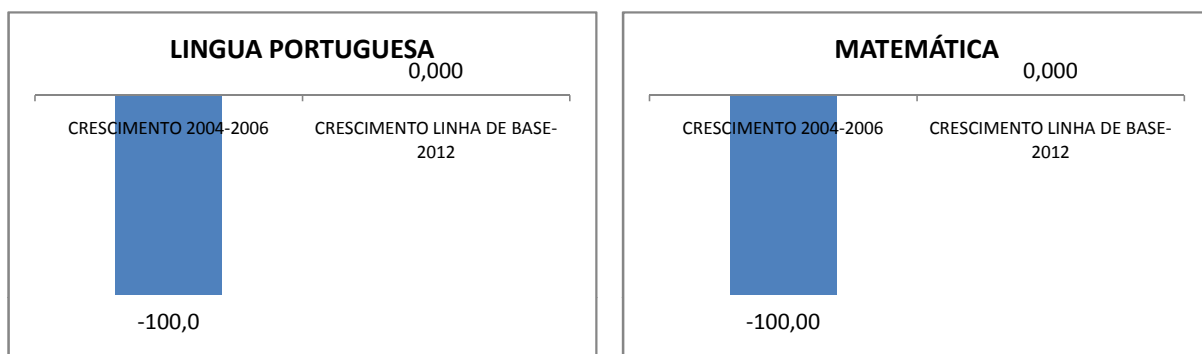 LINGUA PORTUGUESA
0,000
CRESCIMENTO 2004-2006
CRESCIMENTO LINHA DE BASE-
2012
-100,0
MATEMÁTICA
0,000
CRESCIMENTO 2004-2006
CRESCIMENTO LINHA DE BASE-
2012
-100,00